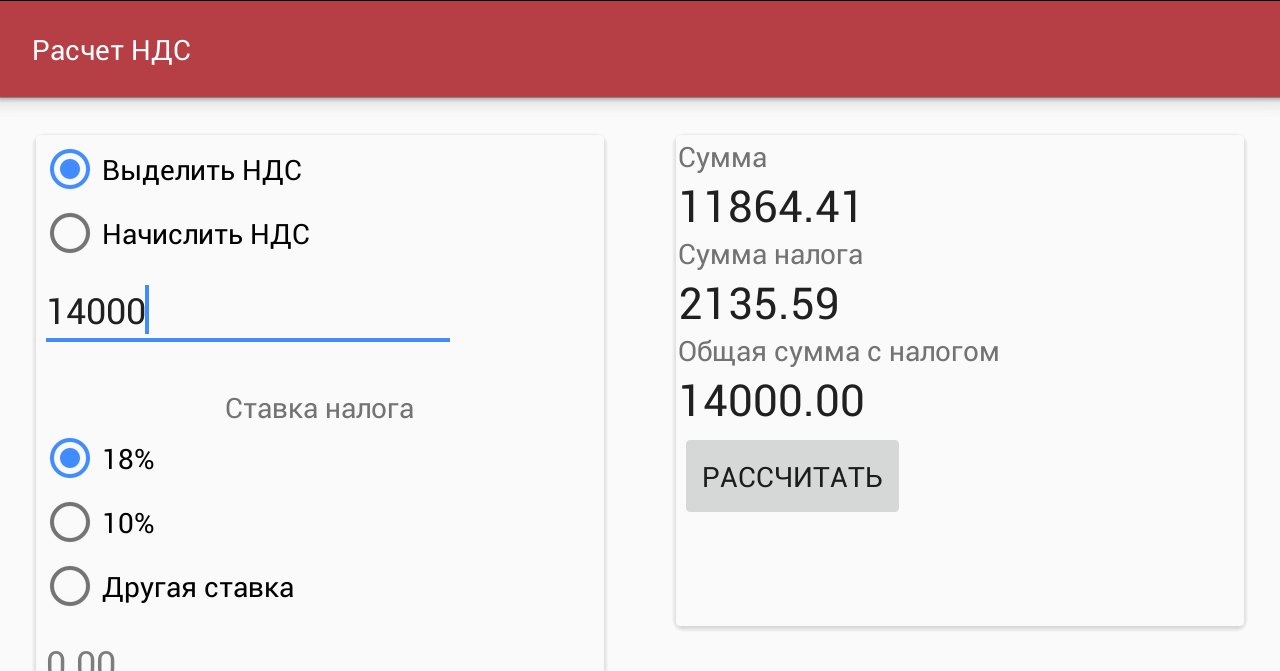 Расчет НДС
Выделить НДС
Начислить НДС
14000
Ставка налога
18%
10%
Другая ставка
0.00
Сумма
11864.41
Сумма налога
2135.59
Общая сумма с налогом
14000.00
РАССЧИТАТЬ